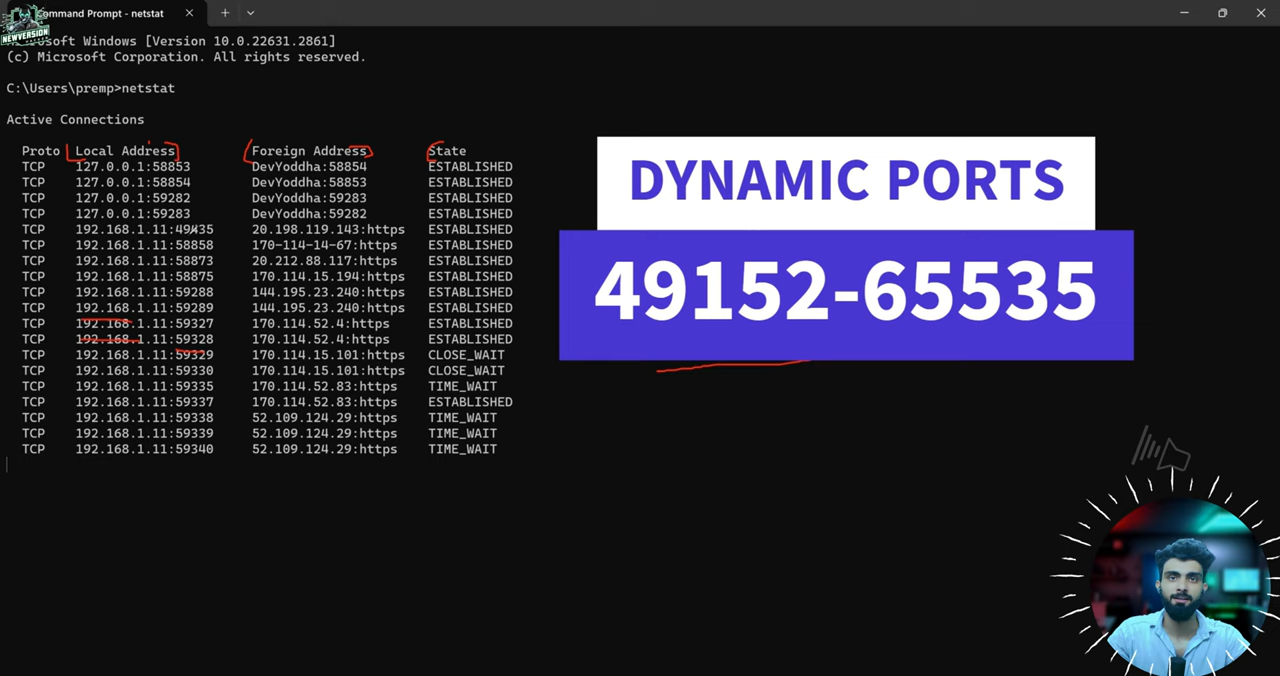 Command Prompt - netstat
NEWVERSION
Microsoft Windows [Version 10.0.22631.2861]
(c) Microsoft Corporation. All rights reserved.
C:\Users\premp>netstat
Active Connections
Proto Local Address Foreign Address State
TCP 127.0.0.1:58853 DevYoddha:58854 ESTABLISHED
TCP 127.0.0.1:58854 DevYoddha:58853 ESTABLISHED
TCP 127.0.0.1:59282 DevYoddha:59283 ESTABLISHED
TCP 127.0.0.1:59283 DevYoddha:59282 ESTABLISHED
TCP 192.168.1.11:49435 20.198.119.143:https ESTABLISHED
TCP 192.168.1.11:58858 170-114-14-67:https ESTABLISHED
TCP 192.168.1.11:58873 20.212.88.117:https ESTABLISHED
TCP 192.168.1.11:58875 170.114.15.194:https ESTABLISHED
TCP 192.168.1.11:59288 144.195.23.240:https ESTABLISHED
TCP 192.168.1.11:59289 144.195.23.240:https ESTABLISHED
TCP 192.168.1.11:59327 170.114.52.4:https ESTABLISHED
TCP 192.168.1.11:59328 170.114.52.4:https ESTABLISHED
TCP 192.168.1.11:59329 170.114.15.101:https CLOSE_WAIT
TCP 192.168.1.11:59330 170.114.15.101:https CLOSE_WAIT
TCP 192.168.1.11:59335 170.114.52.83:https TIME_WAIT
TCP 192.168.1.11:59337 170.114.52.83:https ESTABLISHED
TCP 192.168.1.11:59338 52.109.124.29:https TIME_WAIT
TCP 192.168.1.11:59339 52.109.124.29:https TIME_WAIT
TCP 192.168.1.11:59340 52.109.124.29:https TIME_WAIT
DYNAMIC PORTS
49152-65535